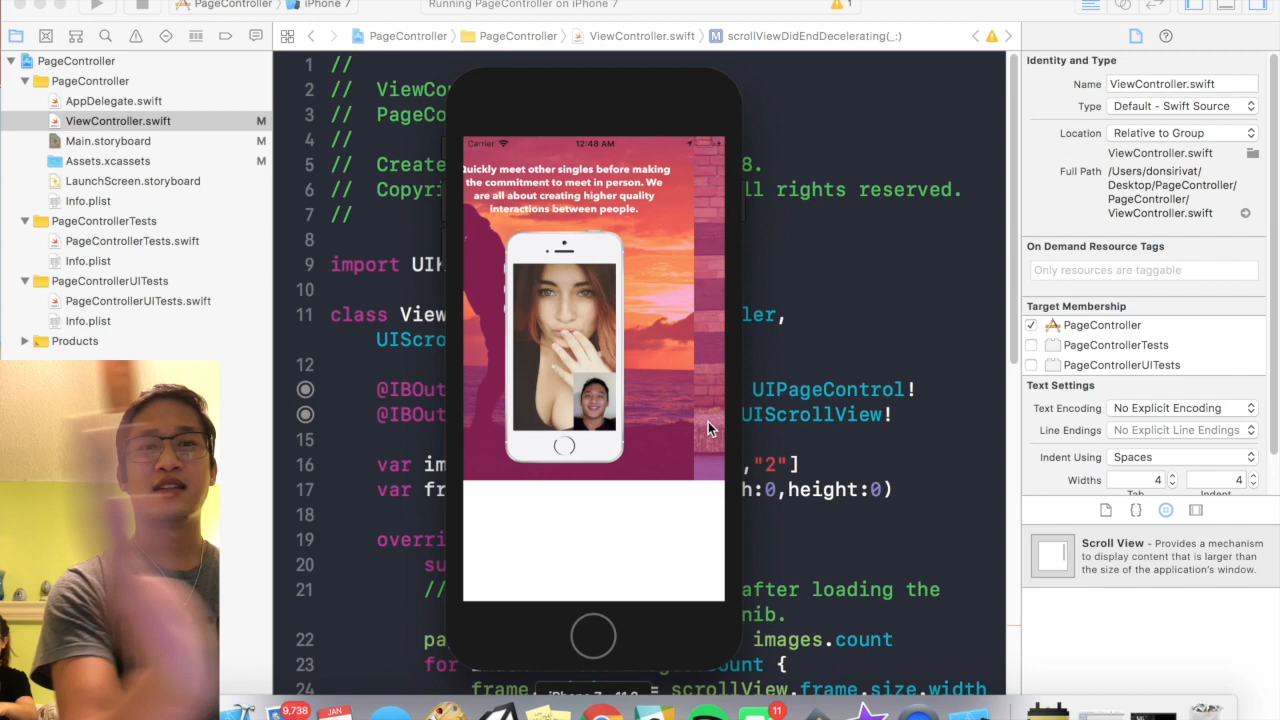 PageController
iPhone 7
Running PageController on iPhone 7
1
PageController
PageController
ViewController.swift
M
scrollViewDidEndDecelerating(_:)
PageController
PageController
AppDelegate.swift
ViewController.swift
M
Main.storyboard
M
Assets.xcassets
M
LaunchScreen.storyboard
Info.plist
PageControllerTests
PageControllerTests.swift
Info.plist
PageControllerUITests
PageControllerUITests.swift
Info.plist
Products
1 //
2 // ViewCo
3 // PageCo
4 //
5 // Create 8.
6 // Copyri ll rights reserved.
7 //
8
9 import UIK
10
11 class View ler,
UIScro
12
@IBOut UIPageControl!
@IBOut UIScrollView!
15
16 var im ,"2"]
17 var fr h:0,height:0)
18
19 overri
20 su
21 // after loading the
nib.
22 pa images.count
23 for ount {
24 frame. = scrollView.frame.size.width
Carrier
12:48 AM
Quickly meet other singles before making
the commitment to meet in person. We
are all about creating higher quality
interactions between people.
Identity and Type
Name ViewController.swift
Type Default - Swift Source
Location Relative to Group
ViewController.swift
Full Path /Users/donsirivat/
Desktop/PageController/
PageController/
ViewController.swift
On Demand Resource Tags
Only resources are taggable
Target Membership
PageController
PageControllerTests
PageControllerUITests
Text Settings
Text Encoding No Explicit Encoding
Line Endings No Explicit Line Endings
Indent Using Spaces
Widths 4 4
Tab Indent
{}
Scroll View - Provides a mechanism
to display content that is larger than
the size of the application's window.
9,738
JAN
11